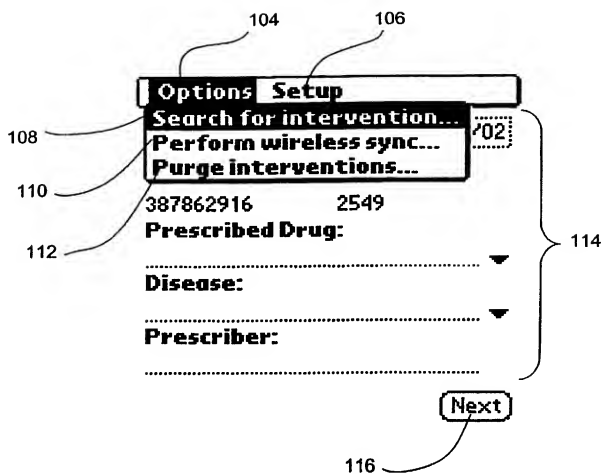 104
106
Options Setup
108
Search for intervention...
/02
Perform wireless sync...
110
Purge interventions...
112
387862916 2549
Prescribed Drug:
114
Disease:
Prescriber:
Next
116